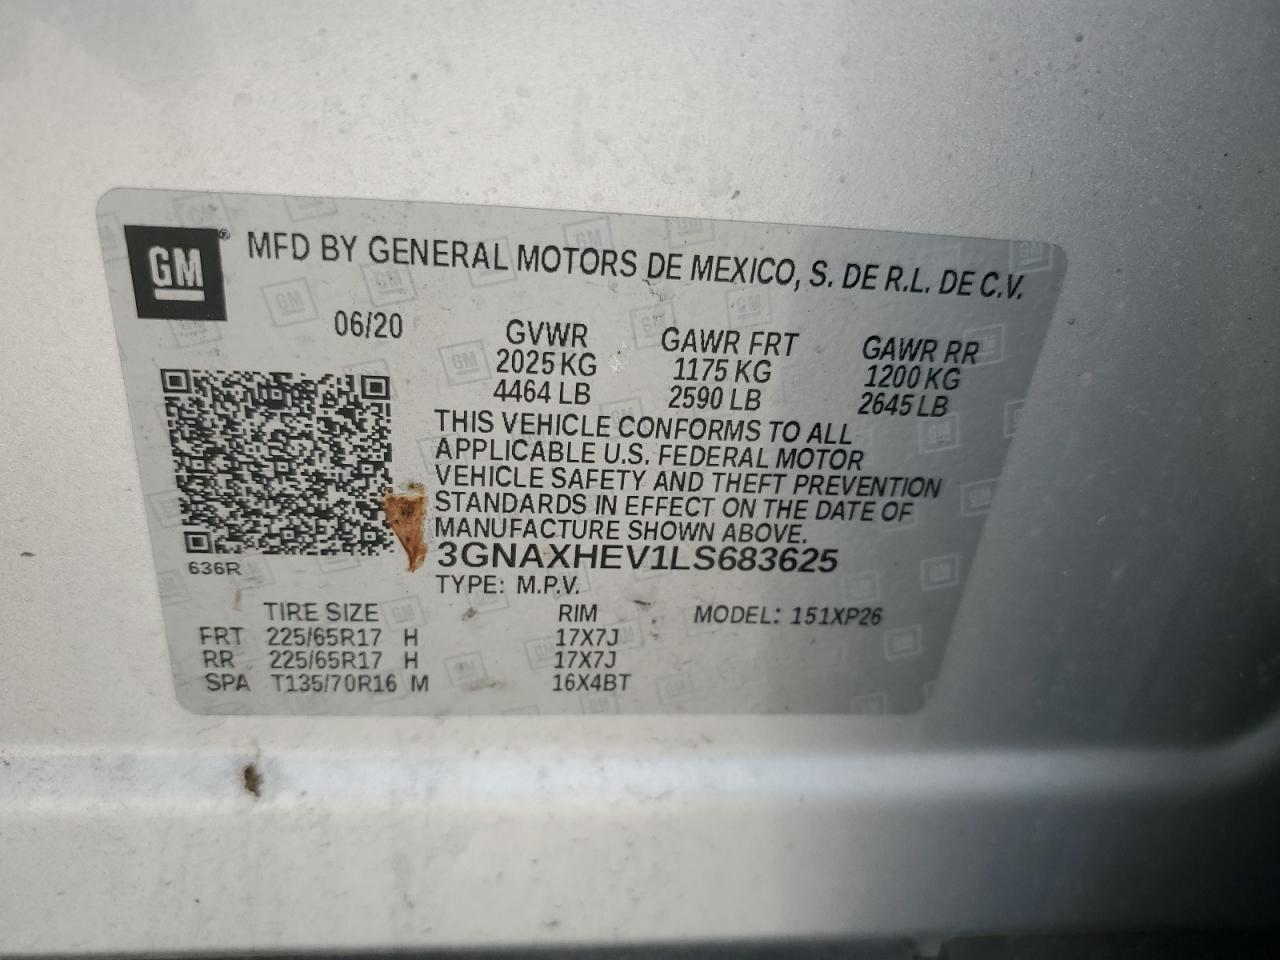 GM® MFD BY GENERAL MOTORS DE MEXICO, S. DE R.L. DE C.V.
06/20
GVWR GAWR FRT GAWR RR
2025 KG 1175 KG 1200 KG
4464 LB 2590 LB 2645 LB
THIS VEHICLE CONFORMS TO ALL
APPLICABLE U.S. FEDERAL MOTOR
VEHICLE SAFETY AND THEFT PREVENTION
STANDARDS IN EFFECT ON THE DATE OF
MANUFACTURE SHOWN ABOVE.
3GNAXHEV1LS683625
636R
TYPE: M.P.V.
TIRE SIZE RIM MODEL: 151XP26
FRT 225/65R17 H 17X7J
RR 225/65R17 H 17X7J
SPA T135/70R16 M 16X4BT